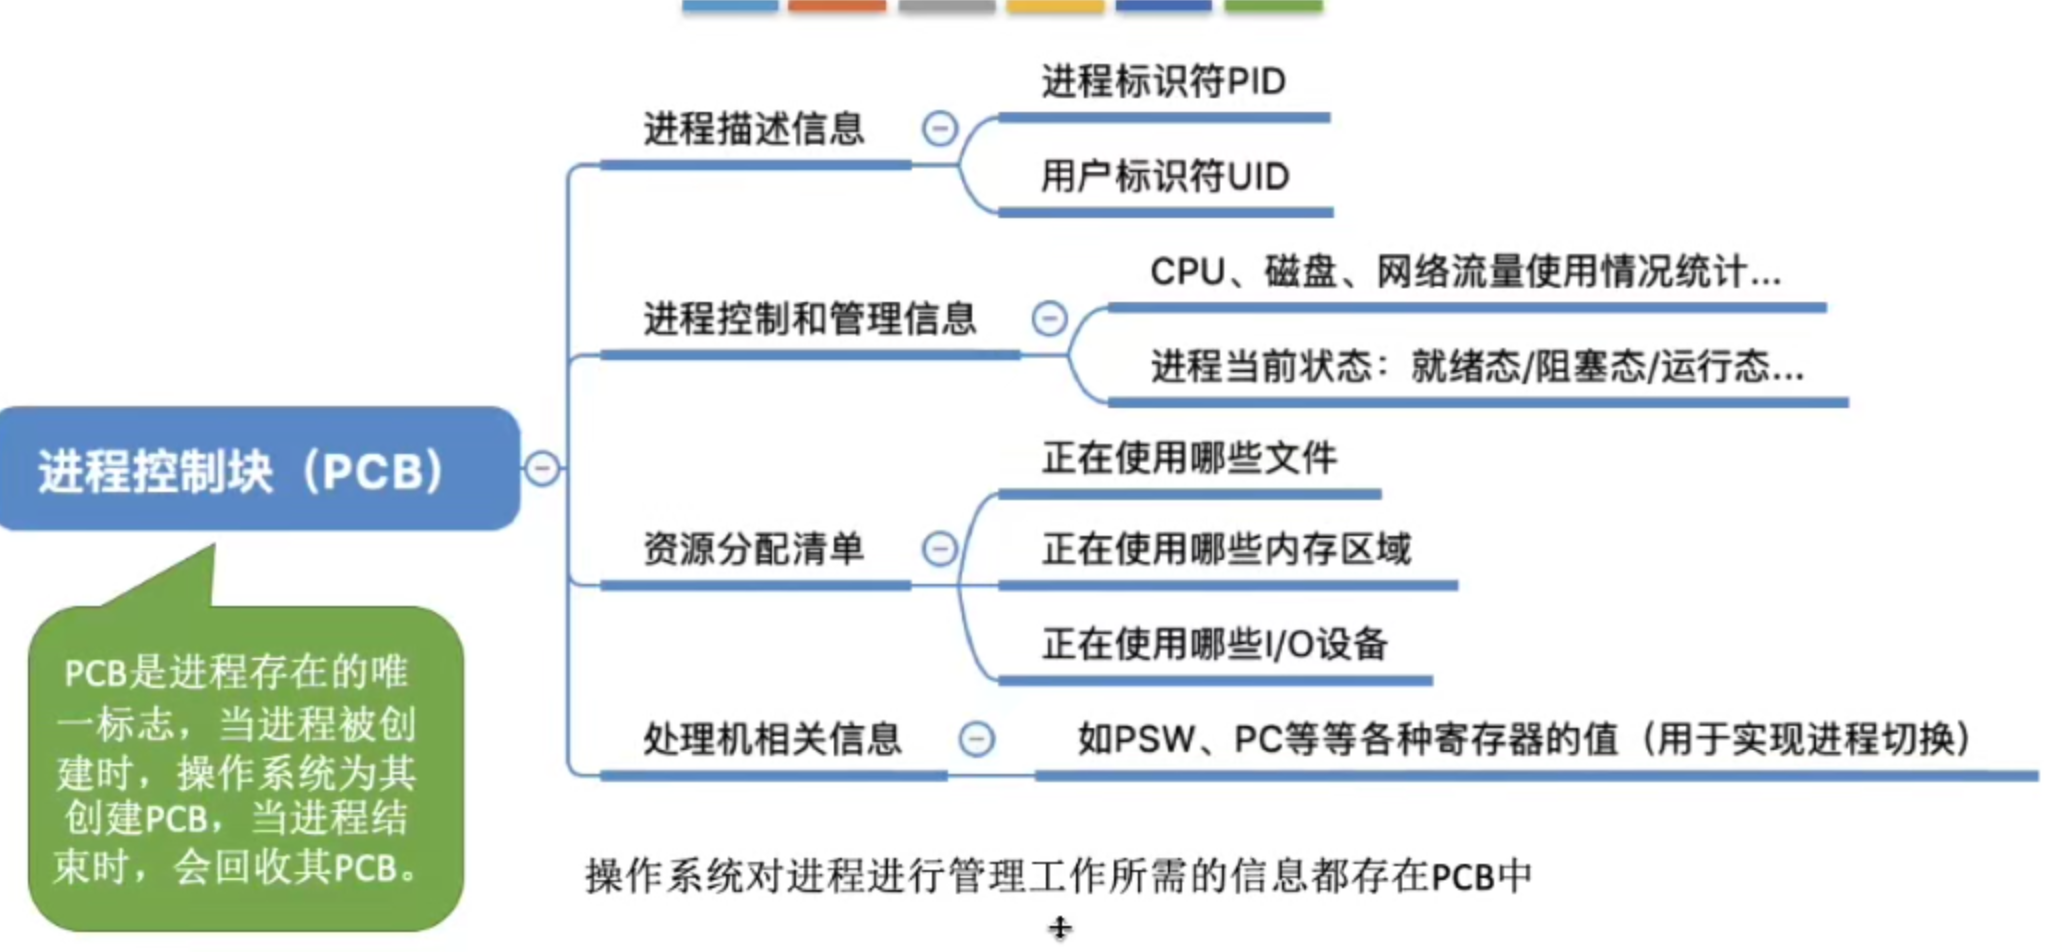 进程控制块（PCB）
进程描述信息
进程标识符PID
用户标识符UID
进程控制和管理信息
CPU、磁盘、网络流量使用情况统计...
进程当前状态：就绪态/阻塞态/运行态...
资源分配清单
正在使用哪些文件
正在使用哪些内存区域
正在使用哪些I/O设备
处理机相关信息
如PSW、PC等等各种寄存器的值（用于实现进程切换）
PCB是进程存在的唯
一标志，当进程被创
建时，操作系统为其
创建PCB，当进程结
束时，会回收其PCB。
操作系统对进程进行管理工作所需的信息都存在PCB中